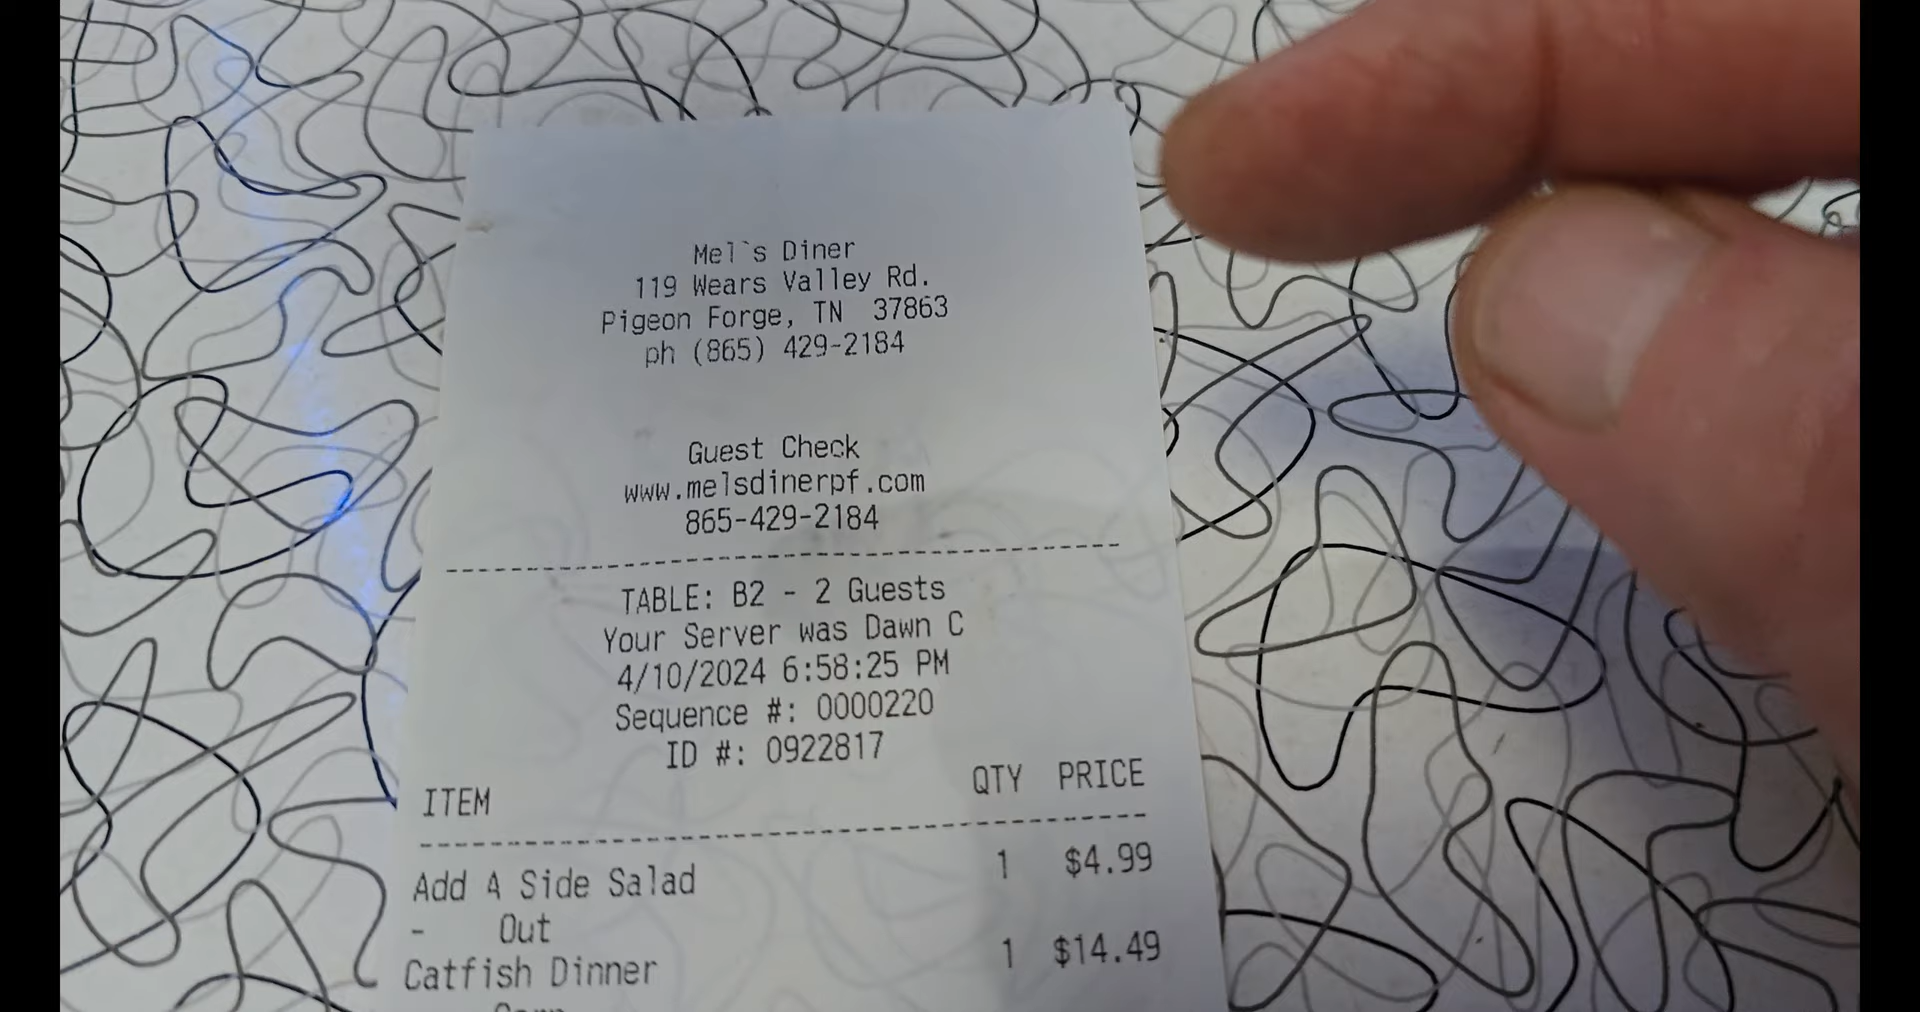 Mel`s Diner
119 Wears Valley Rd.
Pigeon Forge, TN 37863
ph (865) 429-2184
Guest Check
www.melsdinerpf.com
865-429-2184
TABLE: B2 - 2 Guests
Your Server was Dawn C
4/10/2024 6:58:25 PM
Sequence #: 0000220
ID #: 0922817
ITEM QTY PRICE
Add A Side Salad 1 $4.99
- Out
Catfish Dinner 1 $14.49